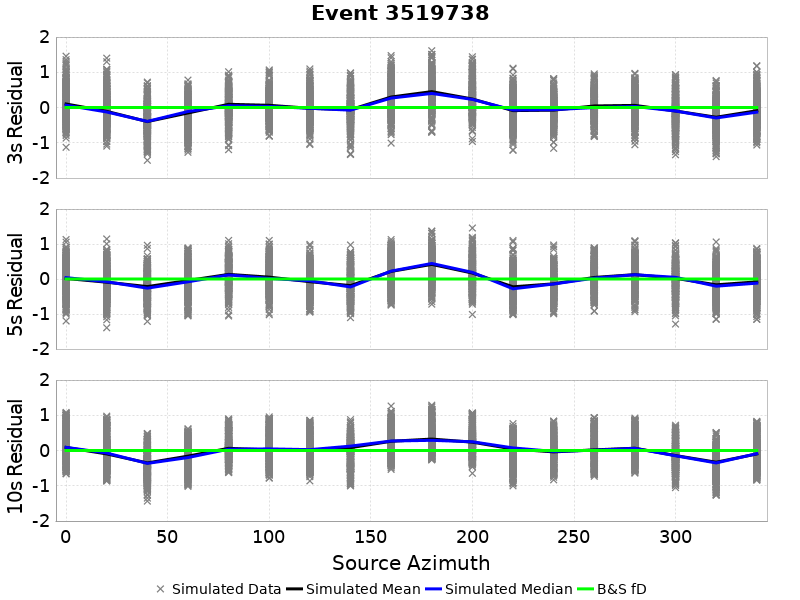 Event 3519738
3s Residual
2
1
0
-1
-2
5s Residual
2
1
0
-1
-2
10s Residual
2
1
0
-1
-2
0 50 100 150 200 250 300
Source Azimuth
Simulated Data Simulated Mean Simulated Median B&S fD